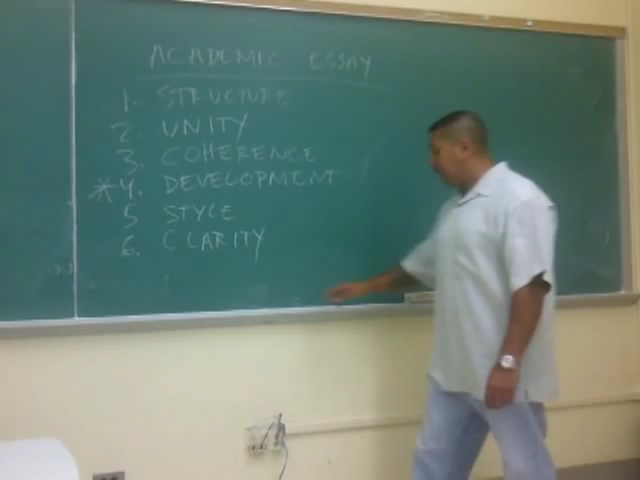 ACADEMIC ESSAY
1. STRUCTURE
2. UNITY
3. COHERENCE
*4. DEVELOPMENT
5 STYLE
6. CLARITY